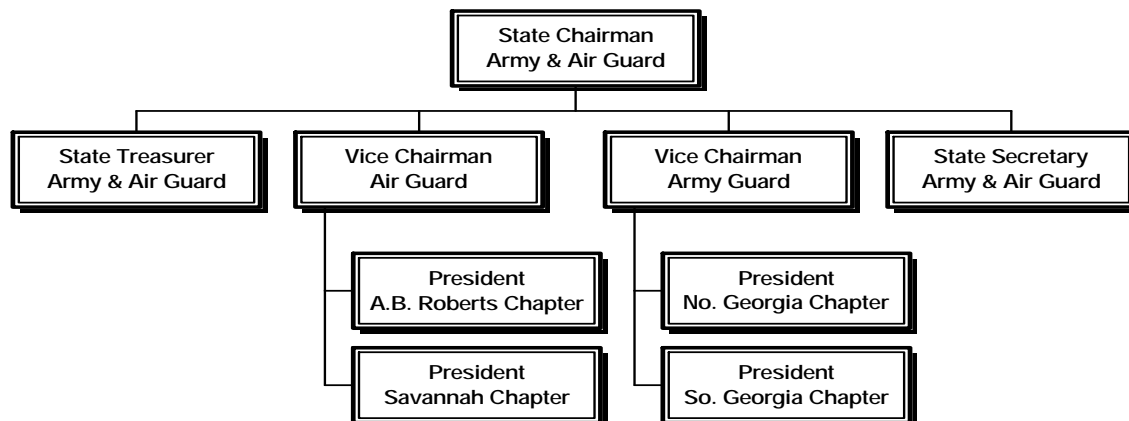 State Chairman
Army & Air Guard
State Treasurer
Army & Air Guard
Vice Chairman
Air Guard
Vice Chairman
Army Guard
State Secretary
Army & Air Guard
President
A.B. Roberts Chapter
President
No. Georgia Chapter
President
Savannah Chapter
President
So. Georgia Chapter